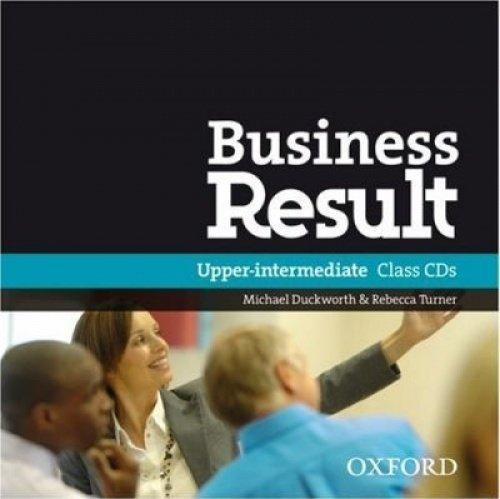 Business
Result
Upper-intermediate Class CDs
Michael Duckworth & Rebecca Turner
OXFORD